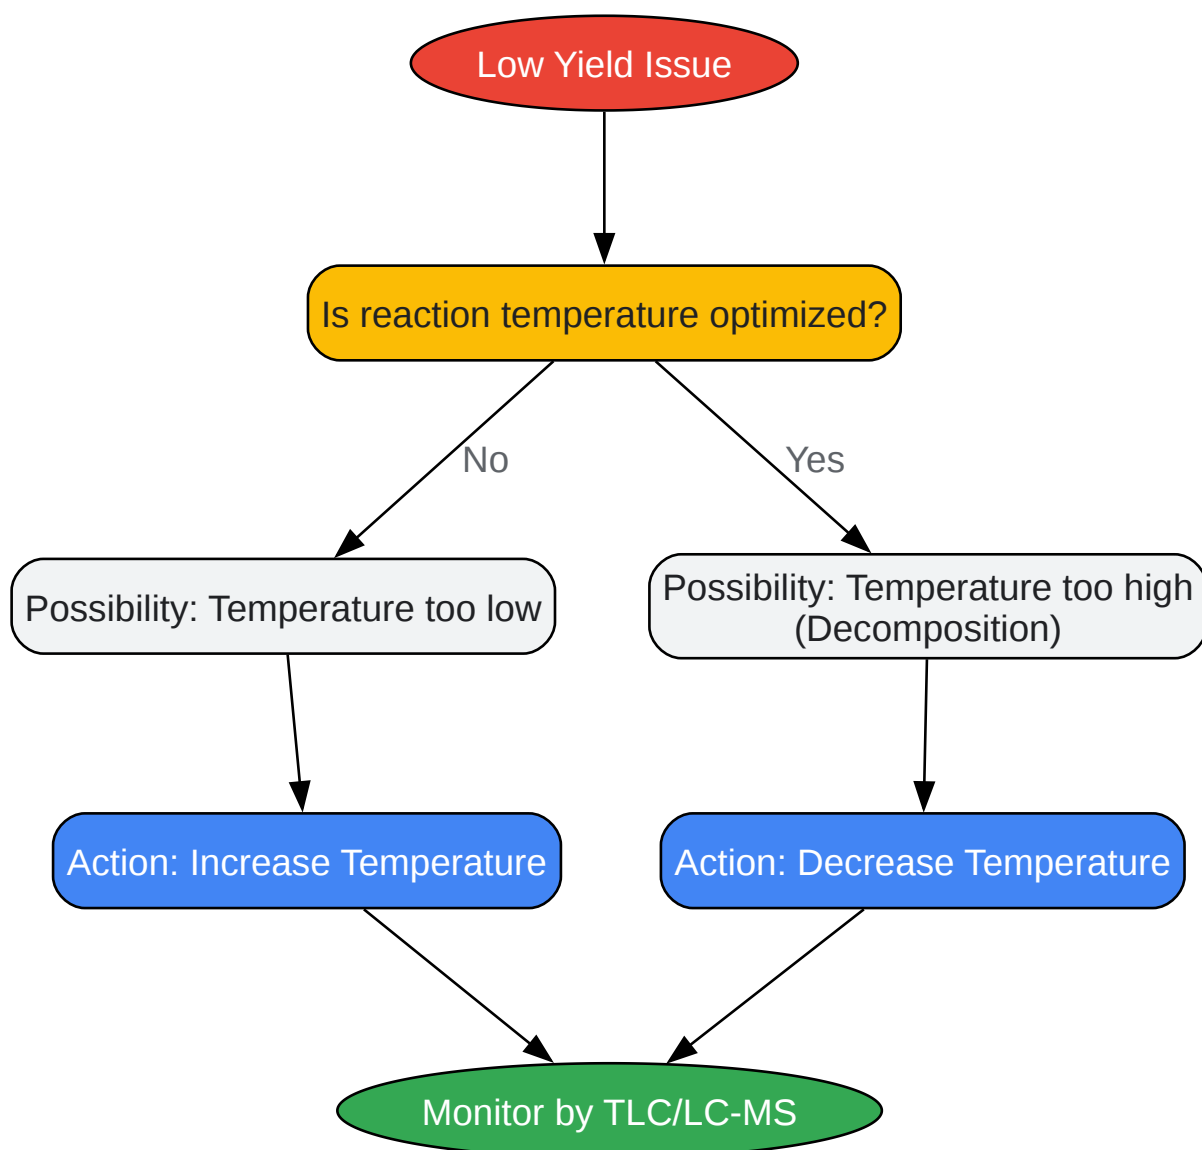 Low Yield Issue
Is reaction temperature optimized?
No
Yes
Possibility: Temperature too low
Possibility: Temperature too high
(Decomposition)
Action: Increase Temperature
Action: Decrease Temperature
Monitor by TLC/LC-MS